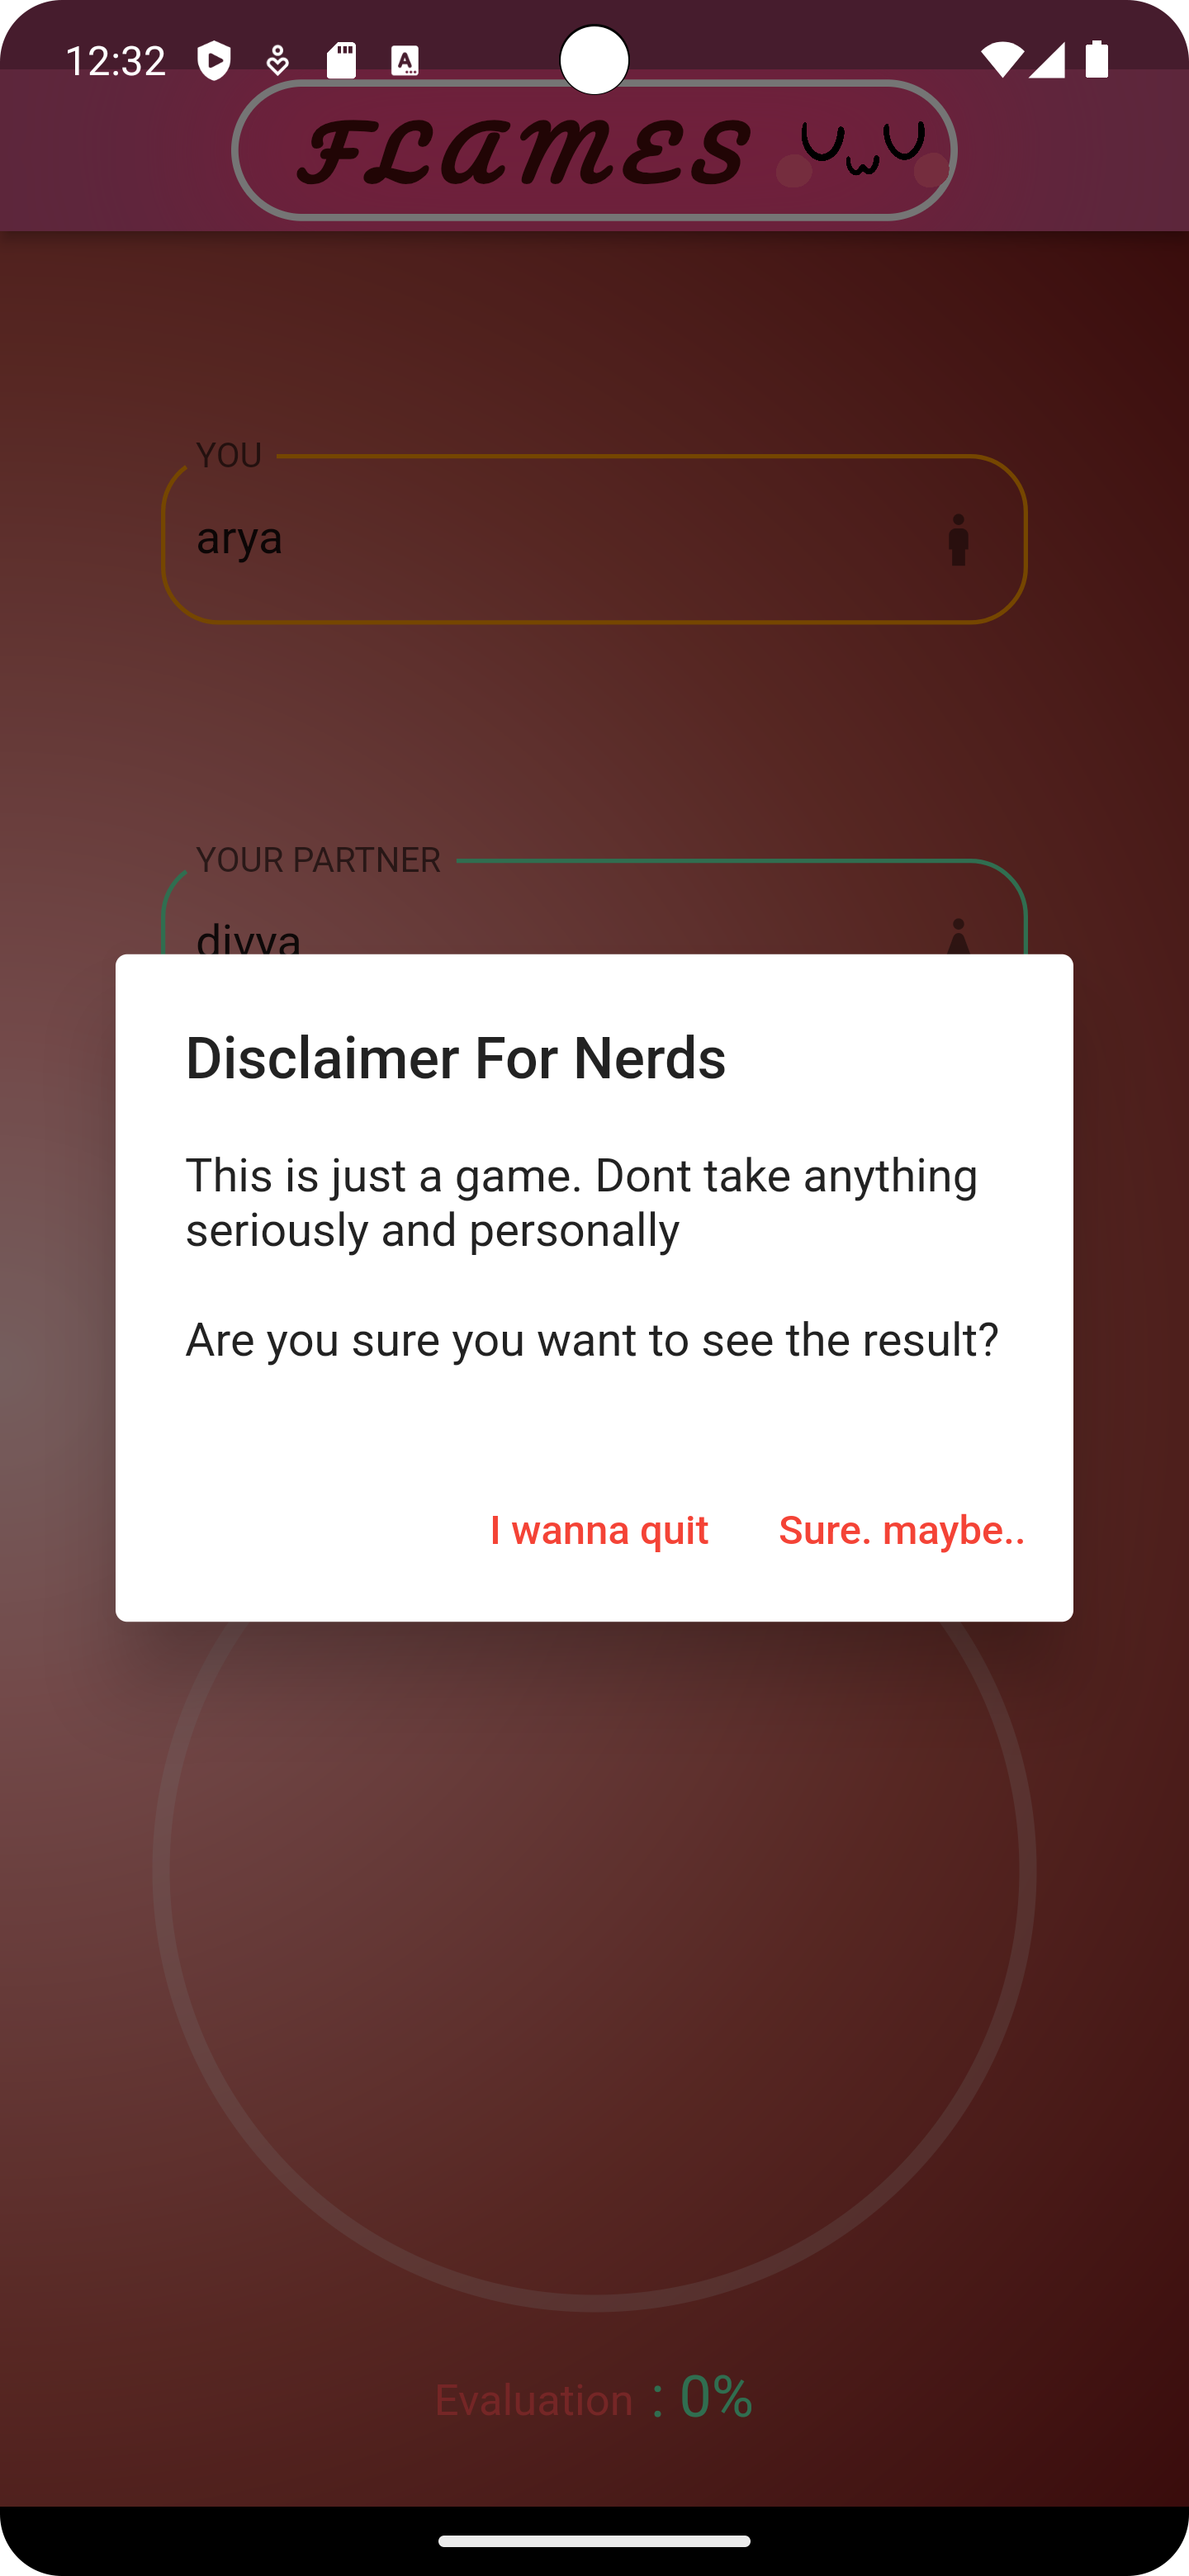 12:32
FLAMES
YOU
arya
YOUR PARTNER
divya
Disclaimer For Nerds
This is just a game. Dont take anything
seriously and personally
Are you sure you want to see the result?
I wanna quit Sure. maybe..
Evaluation : 0%